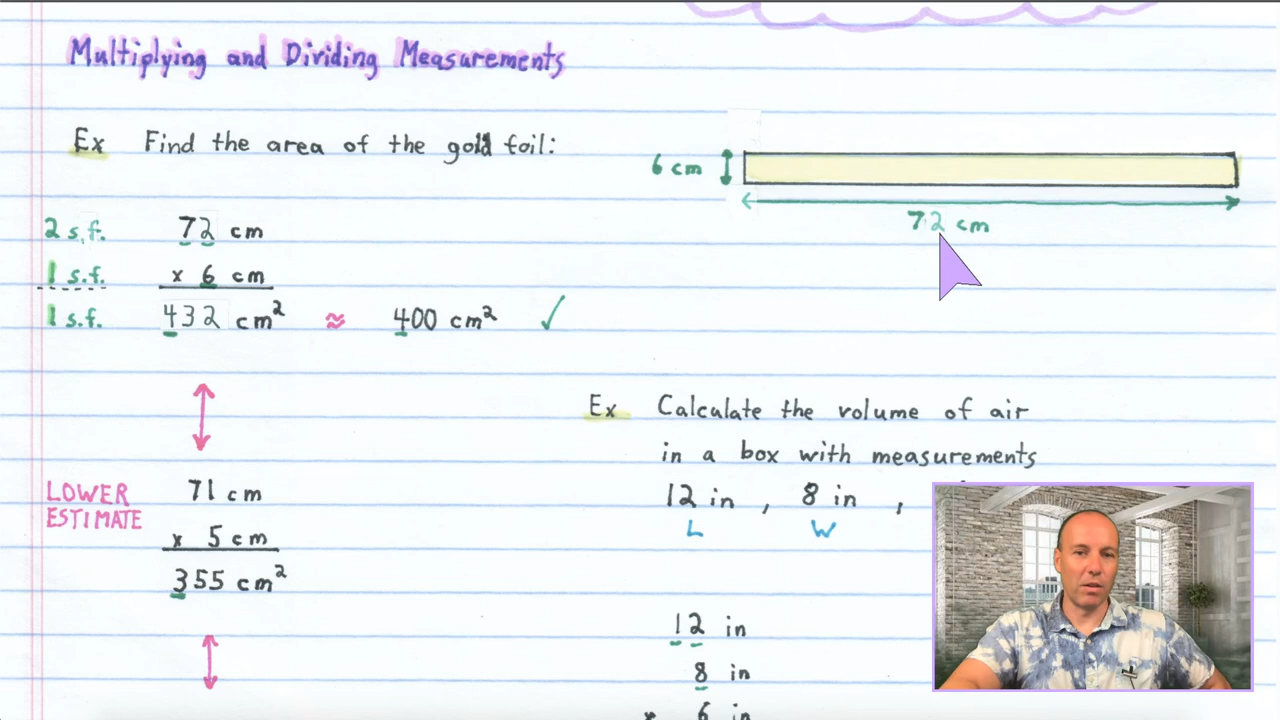 Multiplying and Dividing Measurements
Ex Find the area of the gold foil:
6 cm
72 cm
2 s.f. 72 cm
1 s.f. x 6 cm
1 s.f. 432 cm² ≈ 400 cm² ✓
LOWER ESTIMATE
71 cm
x 5 cm
355 cm²
Ex Calculate the volume of air
in a box with measurements
12 in , 8 in ,
L W
12 in
8 in
x 6 in